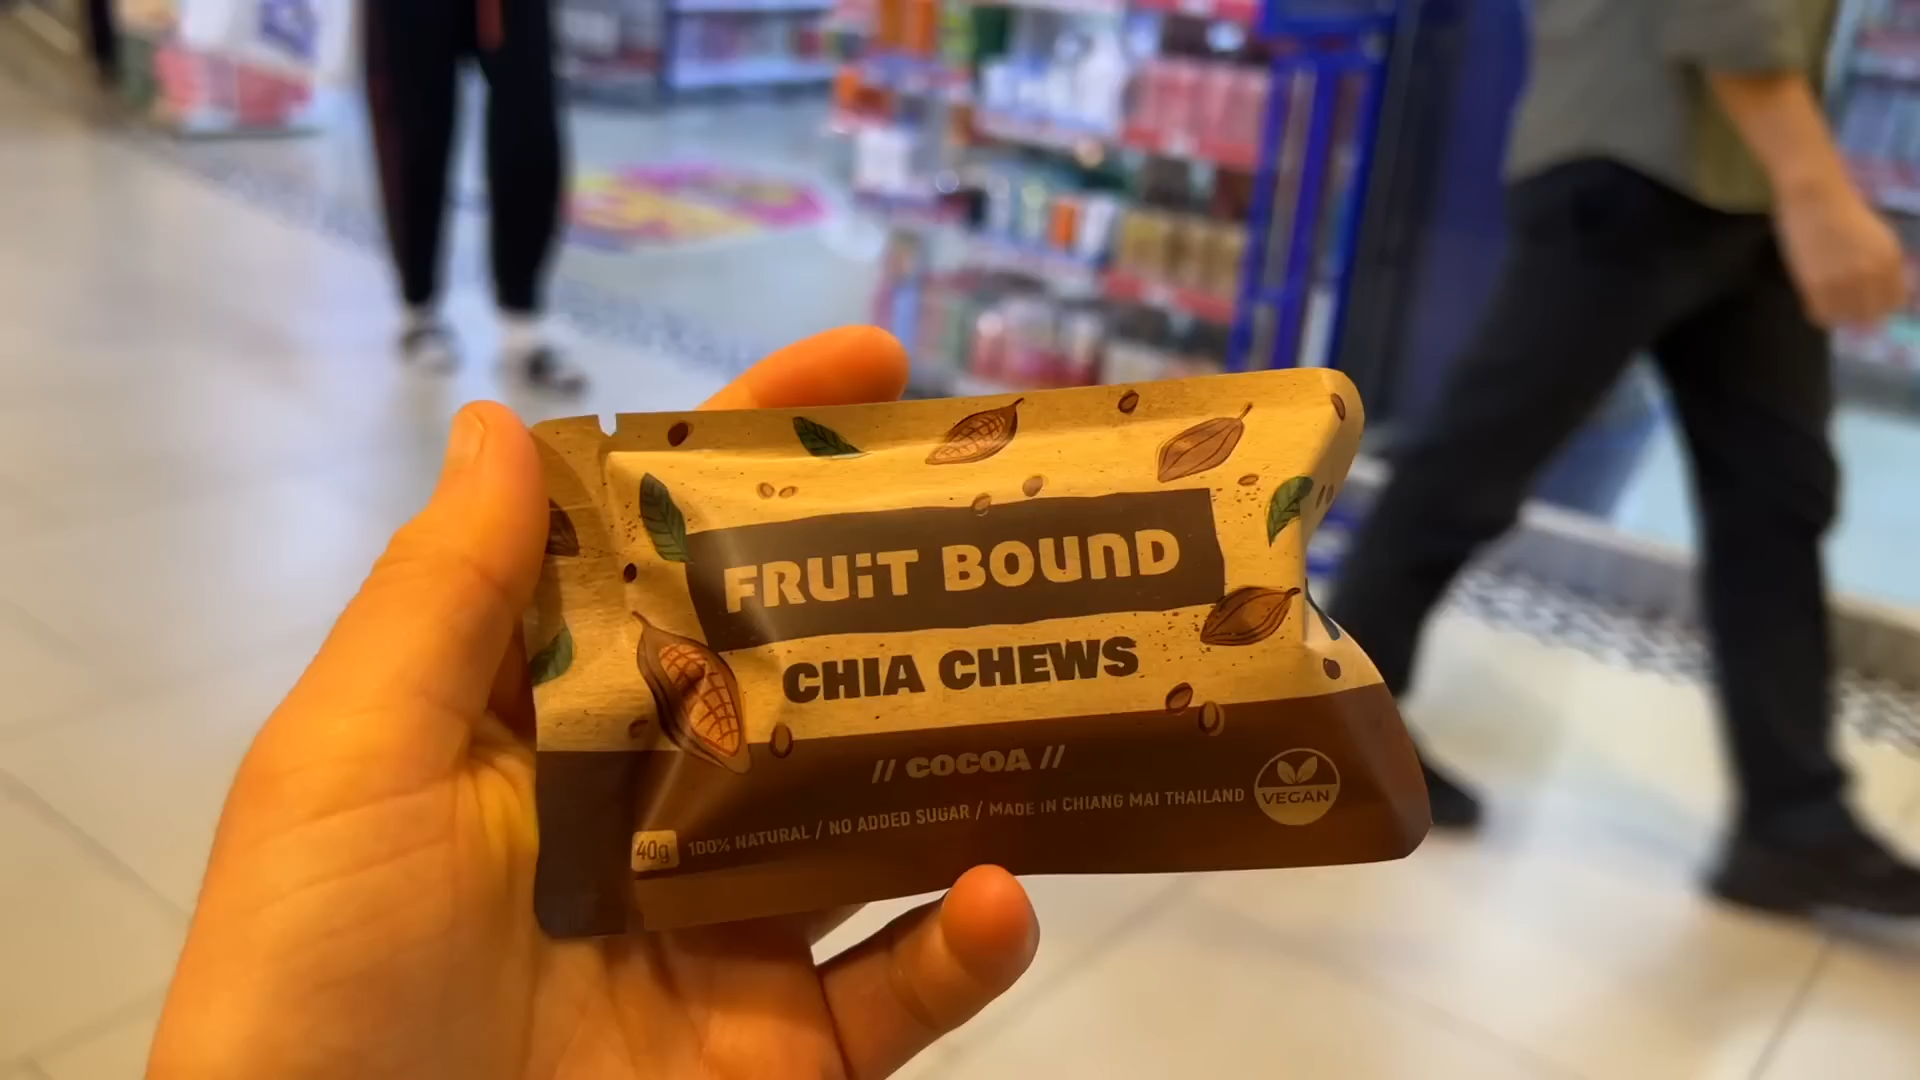 FRUIT BOUND
CHIA CHEWS
// COCOA //
40g 100% NATURAL / NO ADDED SUGAR / MADE IN CHIANG MAI THAILAND
VEGAN